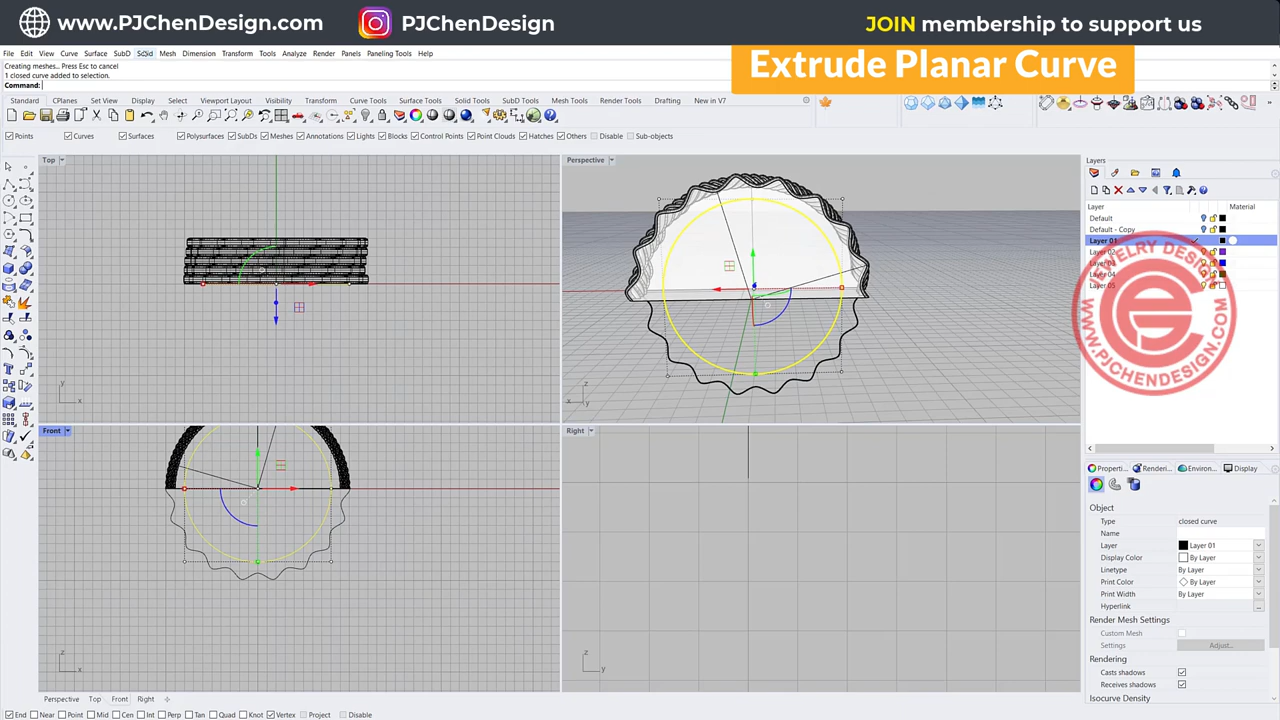 www.PJChenDesign.com
PJChenDesign
JOIN membership to support us
Extrude Planar Curve
File Edit View Curve Surface SubD Solid Mesh Dimension Transform Tools Analyze Render Panels Paneling Tools Help
Creating meshes... Press Esc to cancel
1 closed curve added to selection.
Command:
Standard CPlanes Set View Display Select Viewport Layout Visibility Transform Curve Tools Surface Tools Solid Tools SubD Tools Mesh Tools Render Tools Drafting New in V7
Points Curves Surfaces Polysurfaces SubDs Meshes Annotations Lights Blocks Control Points Point Clouds Hatches Others Disable Sub-objects
Top
Perspective
Layers
Layer Material
Default
Default - Copy
Layer 01
Layer 02
Layer 05
JEWELRY DESIGN
WWW.PJCHENDESIGN.COM
y
x
z
x
y
Front
Right
Properti... Renderi... Environ... Display
Object
Type closed curve
Name
Layer Layer 01
Display Color By Layer
Linetype By Layer
Print Color By Layer
Print Width By Layer
Hyperlink ...
Render Mesh Settings
Custom Mesh
Settings Adjust...
Rendering
Casts shadows
Receives shadows
Isocurve Density
z
x
z
y
Perspective Top Front Right
End Near Point Mid Cen Int Perp Tan Quad Knot Vertex Project Disable